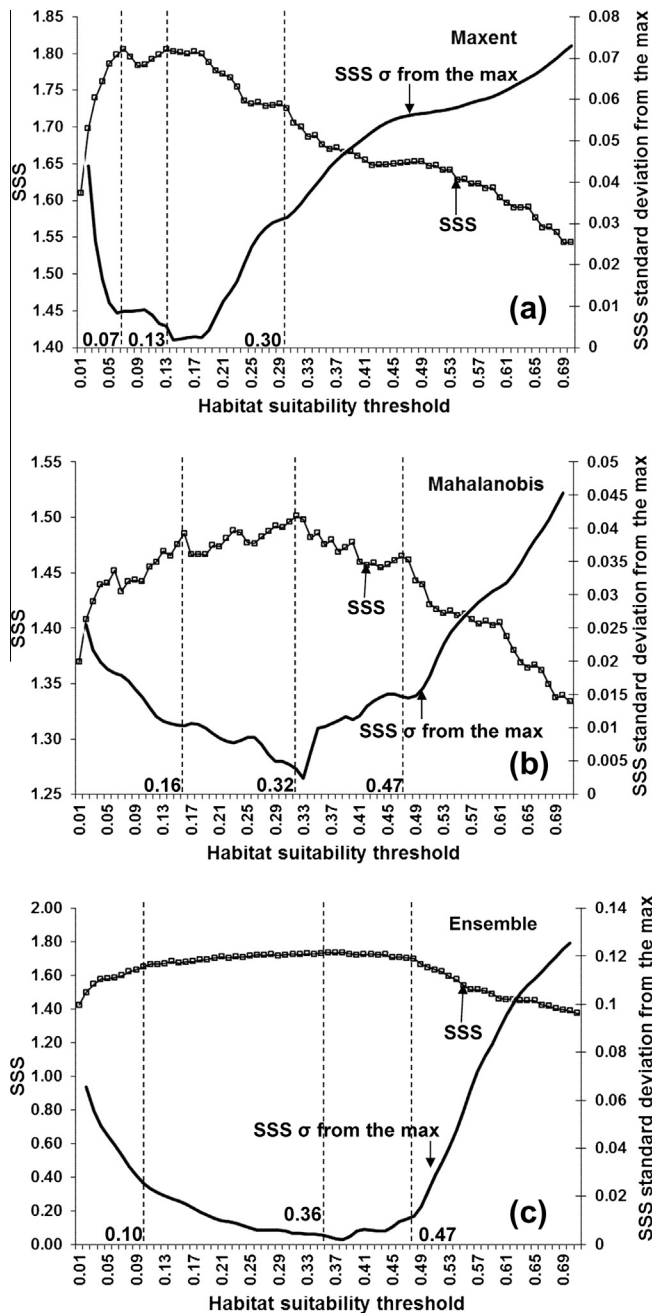 1.85
1.80
1.75
1.70
1.65
1.60
1.55
1.50
1.45
1.40
SSS
0.08
0.07
0.06
0.05
0.04
0.03
0.02
0.01
0
SSS standard deviation from the max
Maxent
SSS σ from the max
SSS
(a)
0.07 0.13 0.30
0.01 0.05 0.09 0.13 0.17 0.21 0.25 0.29 0.33 0.37 0.41 0.45 0.49 0.53 0.57 0.61 0.65 0.69
Habitat suitability threshold
1.55
1.50
1.45
1.40
1.35
1.30
1.25
SSS
0.05
0.045
0.04
0.035
0.03
0.025
0.02
0.015
0.01
0.005
0
SSS standard deviation from the max
Mahalanobis
SSS
SSS σ from the max
(b)
0.16 0.32 0.47
0.01 0.05 0.09 0.13 0.17 0.21 0.25 0.29 0.33 0.37 0.41 0.45 0.49 0.53 0.57 0.61 0.65 0.69
Habitat suitability threshold
2.00
1.80
1.60
1.40
1.20
1.00
0.80
0.60
0.40
0.20
0.00
SSS
0.14
0.12
0.1
0.08
0.06
0.04
0.02
0
SSS standard deviation from the max
Ensemble
SSS
SSS σ from the max
(c)
0.10 0.36 0.47
0.01 0.05 0.09 0.13 0.17 0.21 0.25 0.29 0.33 0.37 0.41 0.45 0.49 0.53 0.57 0.61 0.65 0.69
Habitat suitability threshold